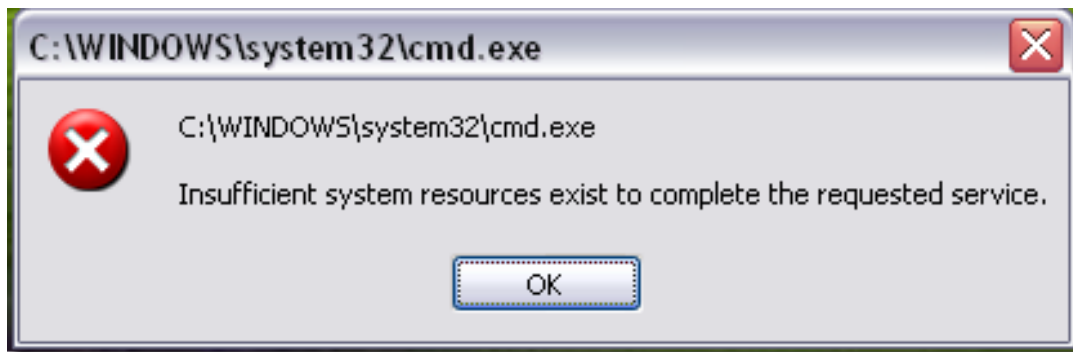 C:\WINDOWS\system32\cmd.exe
C:\WINDOWS\system32\cmd.exe
Insufficient system resources exist to complete the requested service.
OK